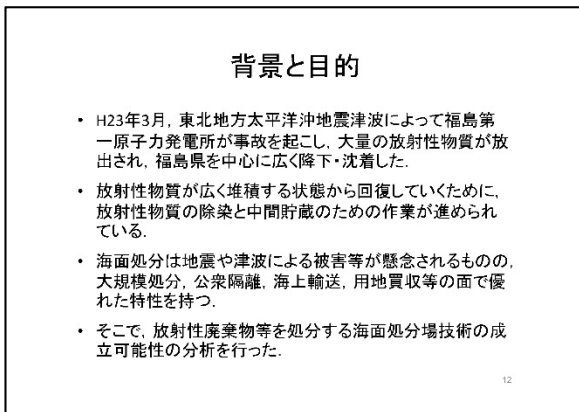 背景と目的
• H23年3月，東北地方太平洋沖地震津波によって福島第
一原子力発電所が事故を起こし，大量の放射性物質が放
出され，福島県を中心に広く降下・沈着した．
• 放射性物質が広く堆積する状態から回復していくために，
放射性物質の除染と中間貯蔵のための作業が進められ
ている．
• 海面処分は地震や津波による被害等が懸念されるものの，
大規模処分，公衆隔離，海上輸送，用地買収等の面で優
れた特性を持つ．
• そこで，放射性廃棄物等を処分する海面処分場技術の成
立可能性の分析を行った．
12